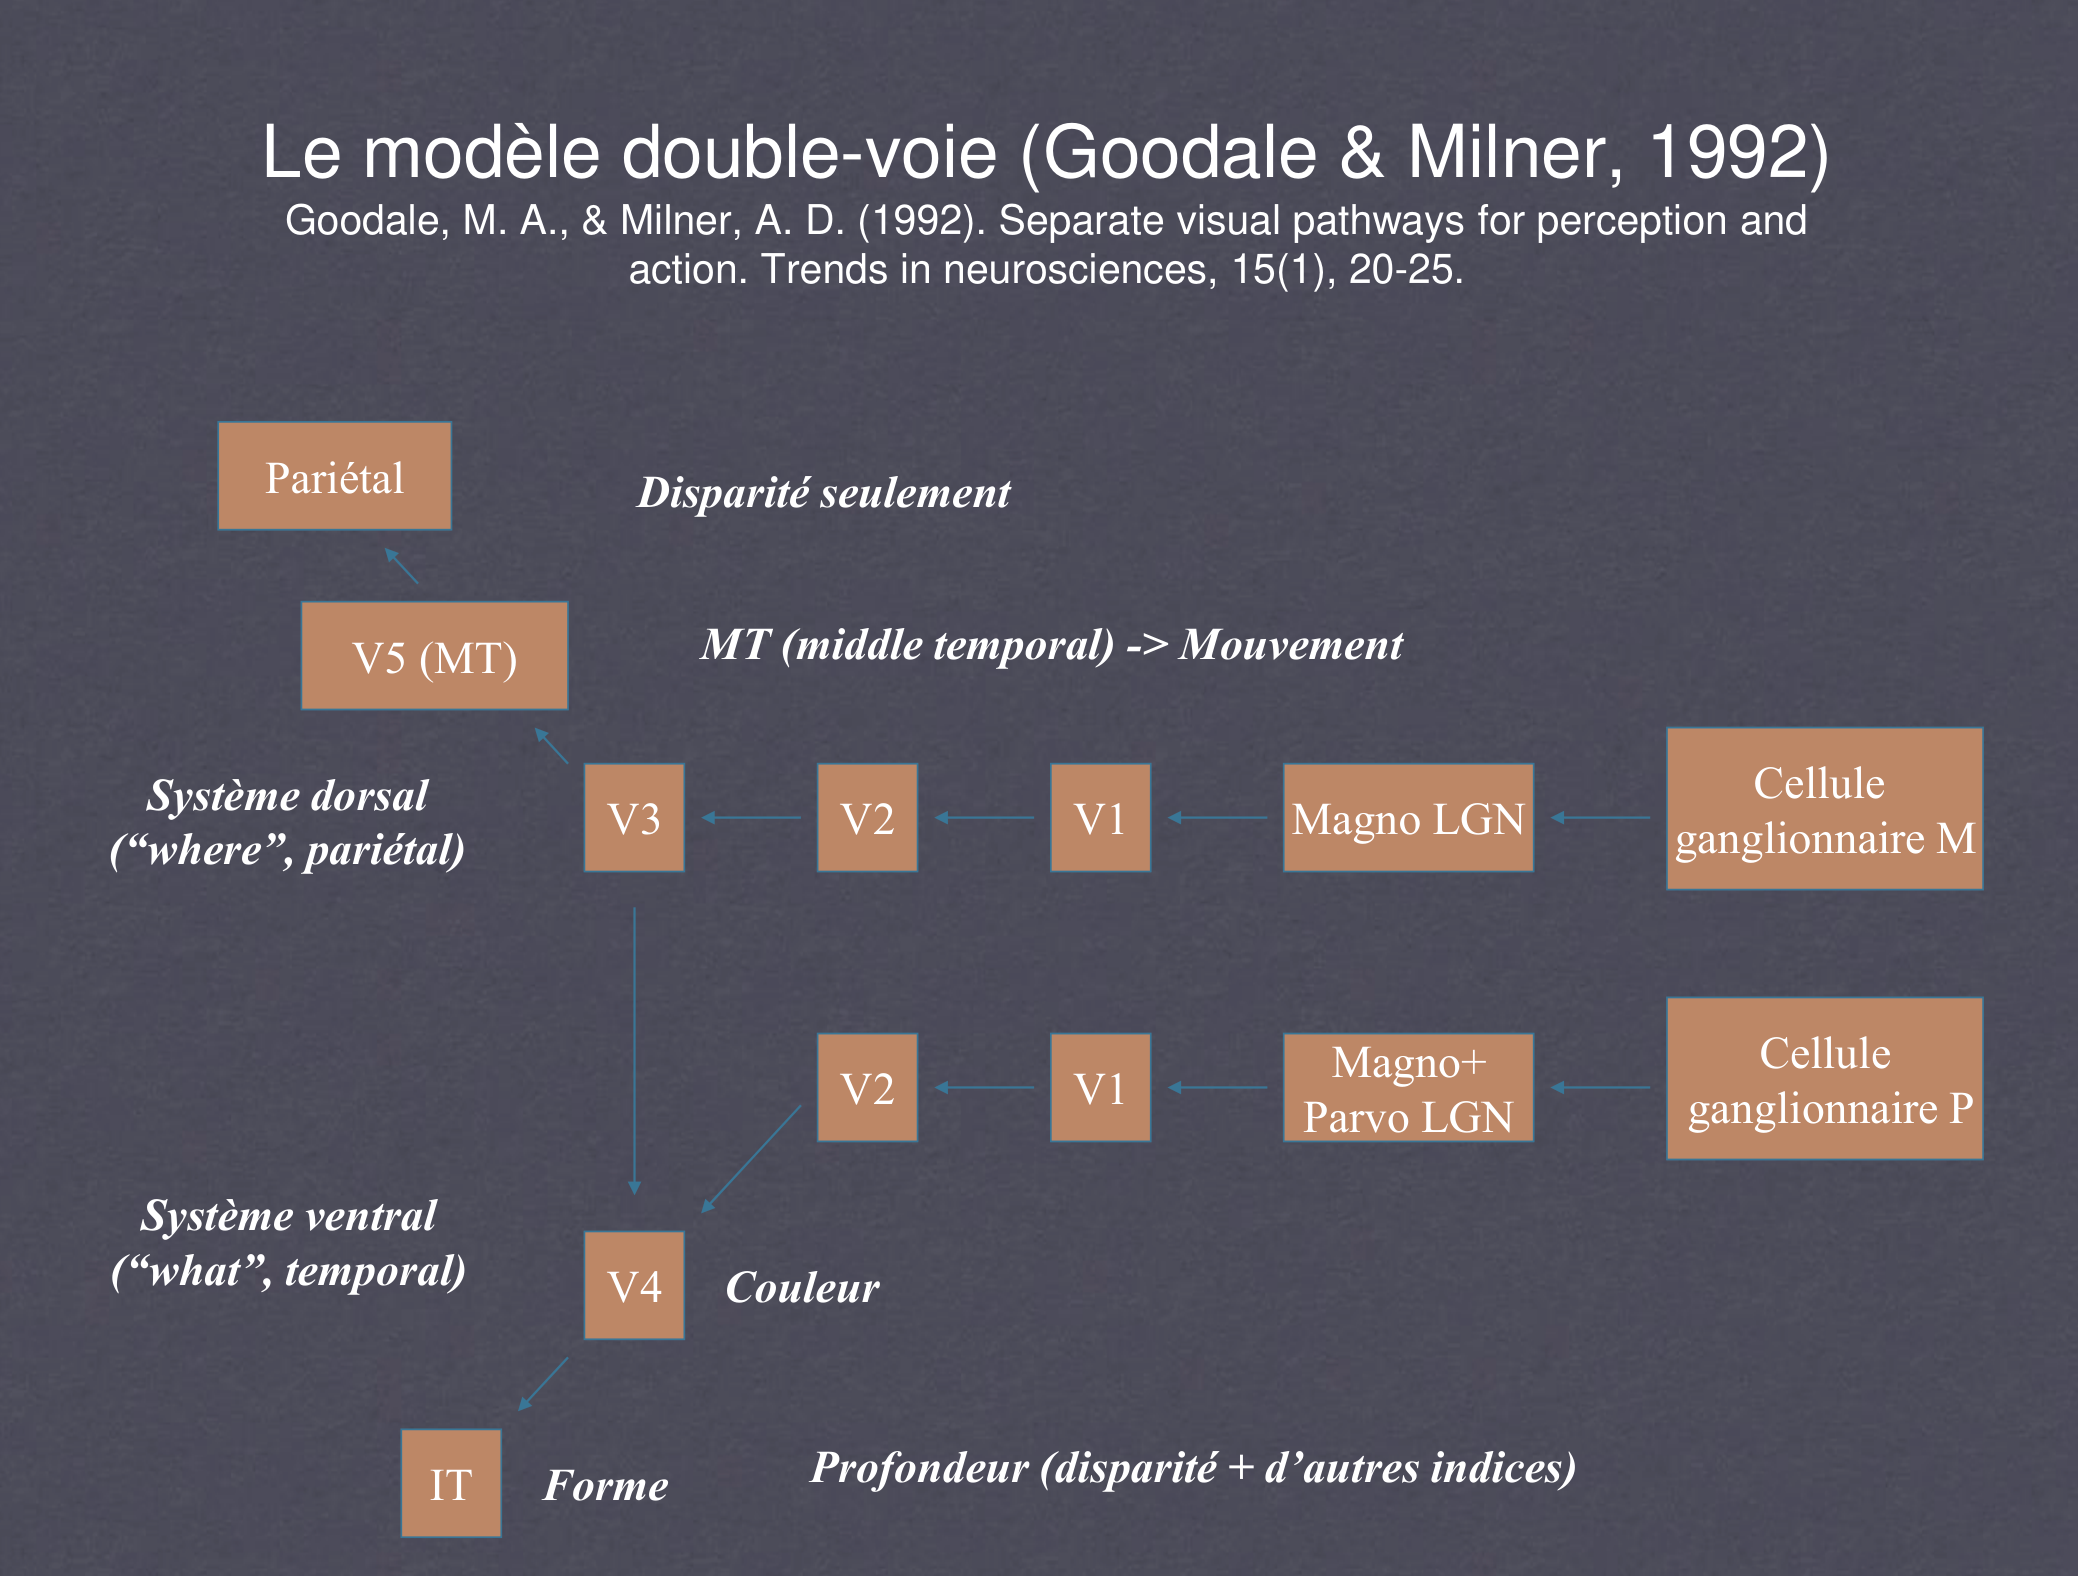 Le modèle double-voie (Goodale & Milner, 1992)
Goodale, M. A., & Milner, A. D. (1992). Separate visual pathways for perception and
action. Trends in neurosciences, 15(1), 20-25.
Pariétal
Disparité seulement
V5 (MT)
MT (middle temporal) -> Mouvement
Système dorsal
(“where”, pariétal)
V3
V2
V1
Magno LGN
Cellule
ganglionnaire M
V2
V1
Magno+
Parvo LGN
Cellule
ganglionnaire P
Système ventral
(“what”, temporal)
V4
Couleur
IT
Forme
Profondeur (disparité + d’autres indices)